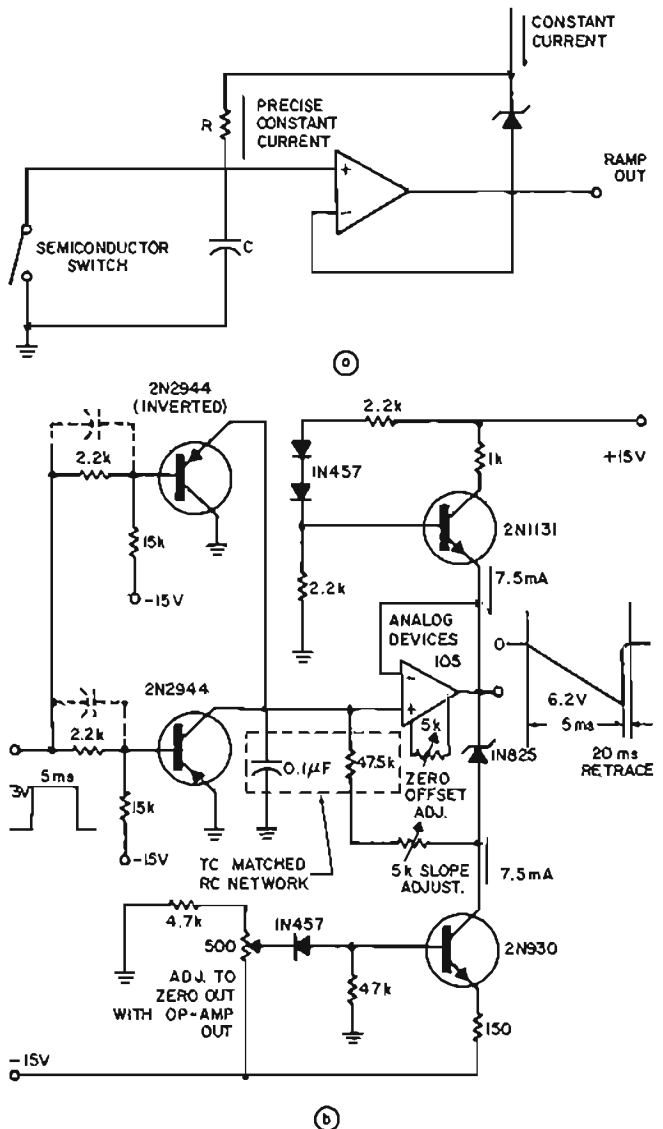 CONSTANT
CURRENT
R
PRECISE
CONSTANT
CURRENT
RAMP
OUT
+
-
SEMICONDUCTOR
SWITCH
C
a
2N2944
(INVERTED)
2.2k
2.2k
1N457
1k
+15V
2N1131
15k
-15V
2.2k
7.5mA
ANALOG
DEVICES
105
0
2N2944
-
+
6.2V
5ms
20 ms
RETRACE
2.2k
5k
0.1μF
47.5k
1N825
ZERO
OFFSET
ADJ.
3V
5ms
15k
-15V
TC MATCHED
RC NETWORK
5k SLOPE
ADJUST.
7.5mA
4.7k
500
1N457
2N930
ADJ. TO
ZERO OUT
WITH OP-AMP
OUT
47k
150
-15V
b